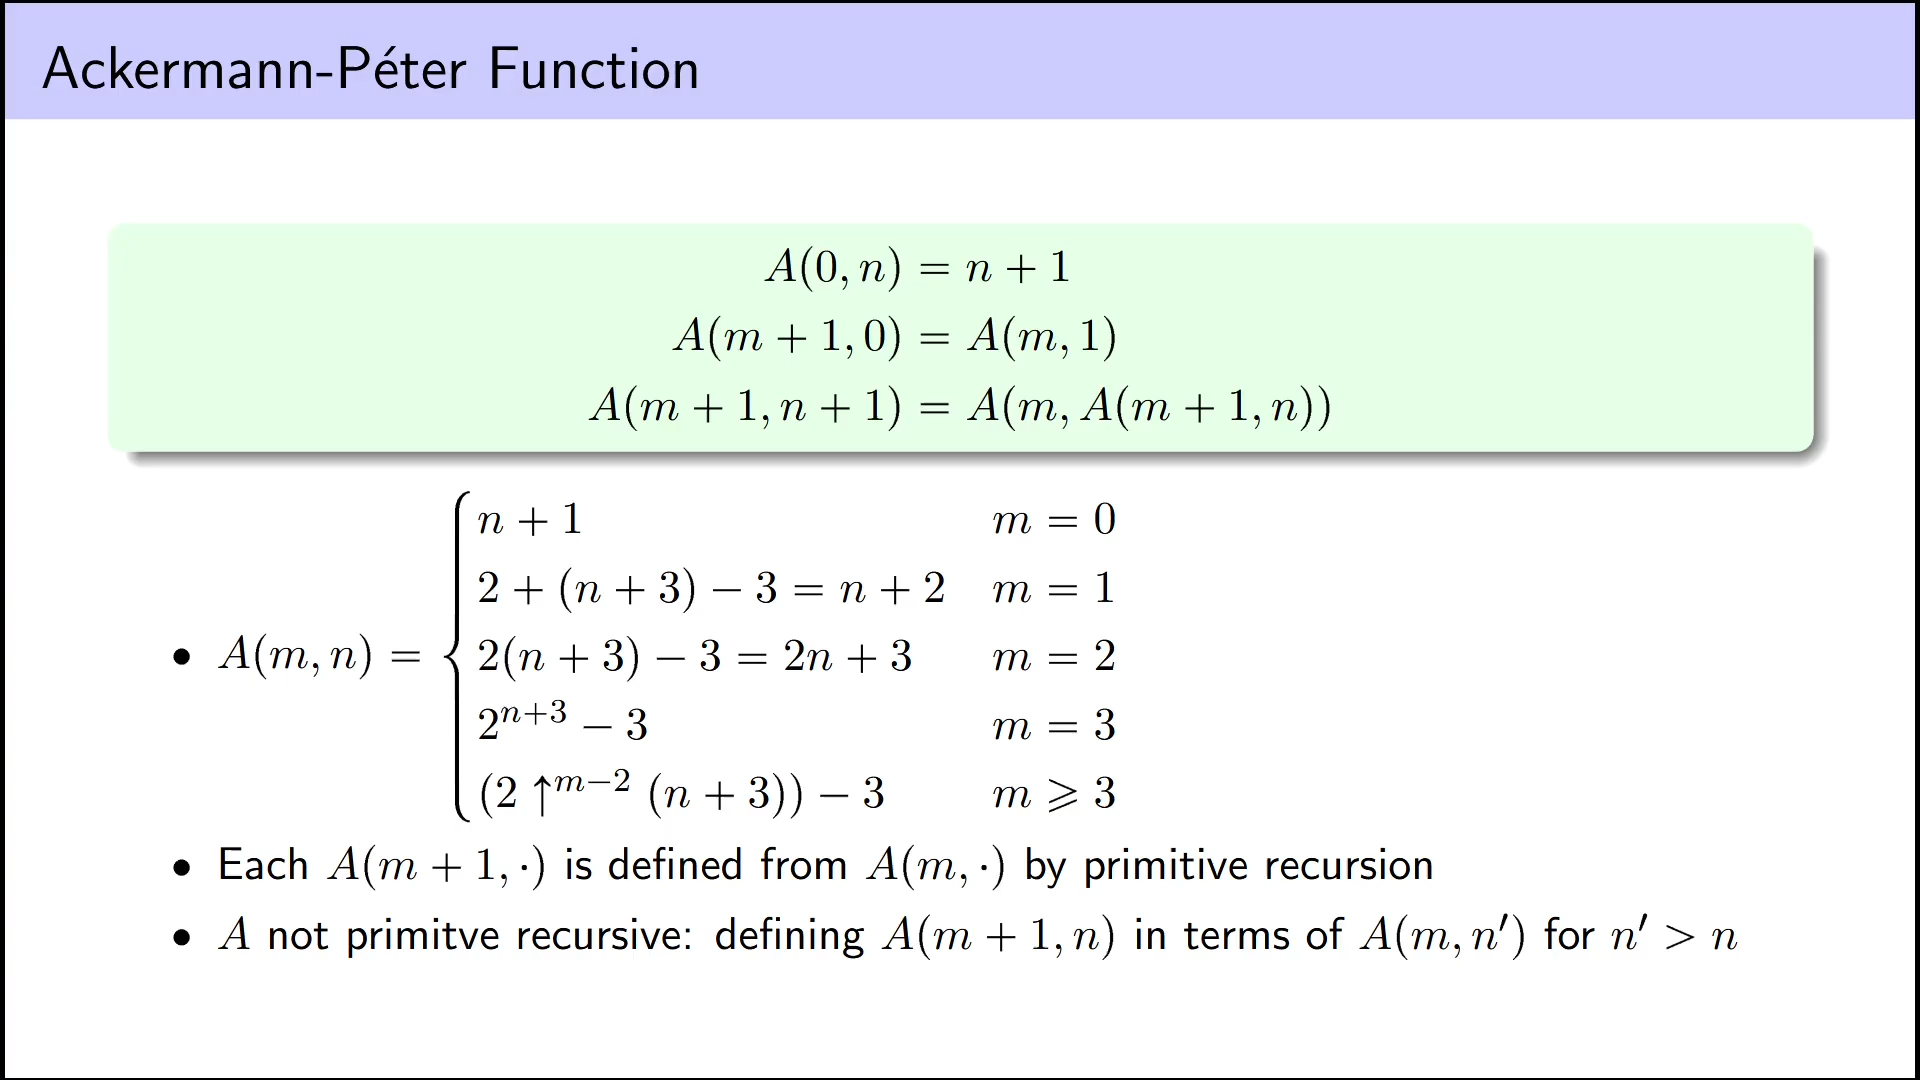 Ackermann-Péter Function
A(0, n) = n + 1
A(m + 1, 0) = A(m, 1)
A(m + 1, n + 1) = A(m, A(m + 1, n))
• A(m, n) = {
n + 1 m = 0
2 + (n + 3) − 3 = n + 2 m = 1
2(n + 3) − 3 = 2n + 3 m = 2
2^{n+3} − 3 m = 3
(2 ↑^{m−2} (n + 3)) − 3 m ⩾ 3
• Each A(m + 1, ·) is defined from A(m, ·) by primitive recursion
• A not primitve recursive: defining A(m + 1, n) in terms of A(m, n′) for n′ > n